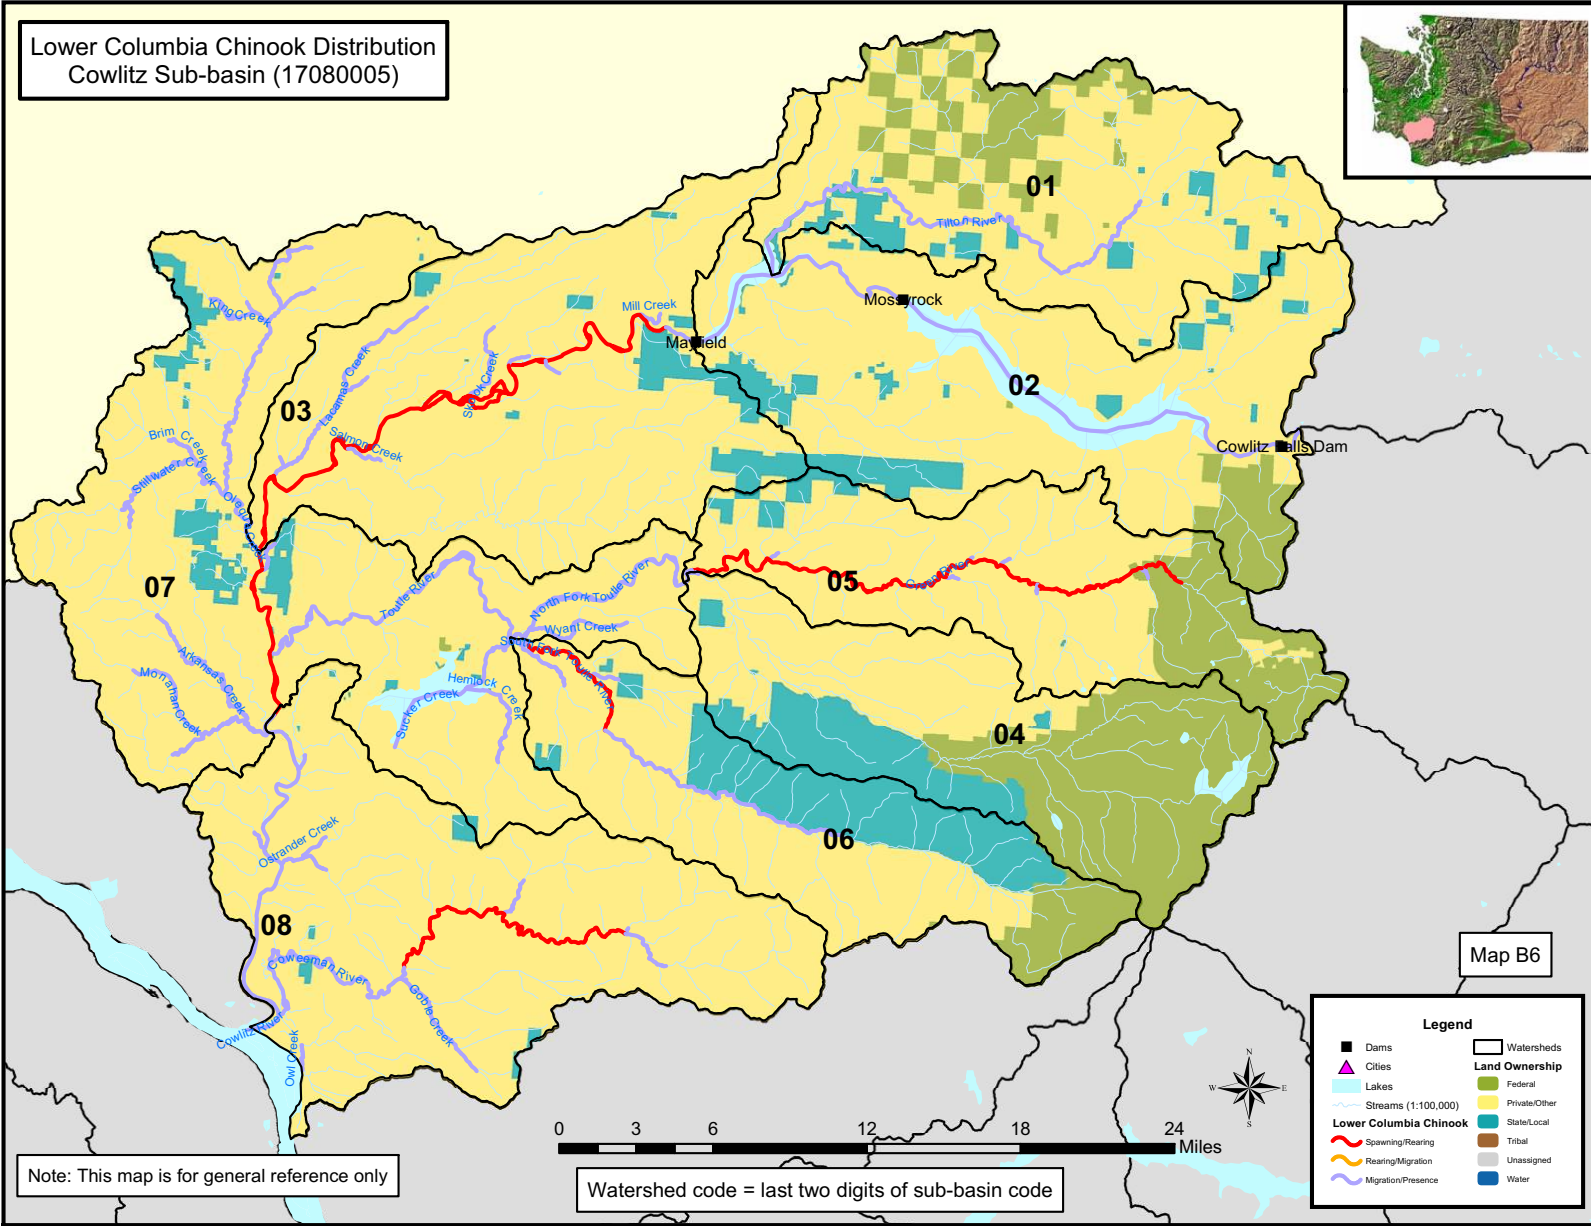 Lower Columbia Chinook Distribution
Cowlitz Sub-basin (17080005)
01
Tilton River
Mossyrock
Mill Creek
Mayfield
King Creek
02
Lacamas Creek
03
Skook Creek
Salmon Creek
Brim Creek
Stillwater Creek
Olequa Creek
Cowlitz Falls Dam
07
05
Green River
Toutle River
North Fork Toutle River
Wyant Creek
South Fork Toutle River
Arkansas Creek
Monahan Creek
Hemlock Creek
Sucker Creek
04
06
Ostrander Creek
08
Coweeman River
Goble Creek
Cowlitz River
Owl Creek
Map B6
Legend
Dams
Cities
Lakes
Streams (1:100,000)
Lower Columbia Chinook
Spawning/Rearing
Rearing/Migration
Migration/Presence
Watersheds
Land Ownership
Federal
Private/Other
State/Local
Tribal
Unassigned
Water
N
W
E
S
0 3 6 12 18 24
Miles
Note: This map is for general reference only
Watershed code = last two digits of sub-basin code